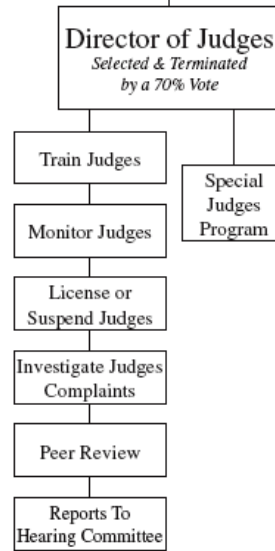 Director of Judges
Selected & Terminated
by a 70% Vote
Train Judges
Monitor Judges
License or
Suspend Judges
Investigate Judges
Complaints
Peer Review
Reports To
Hearing Committee
Special
Judges
Program